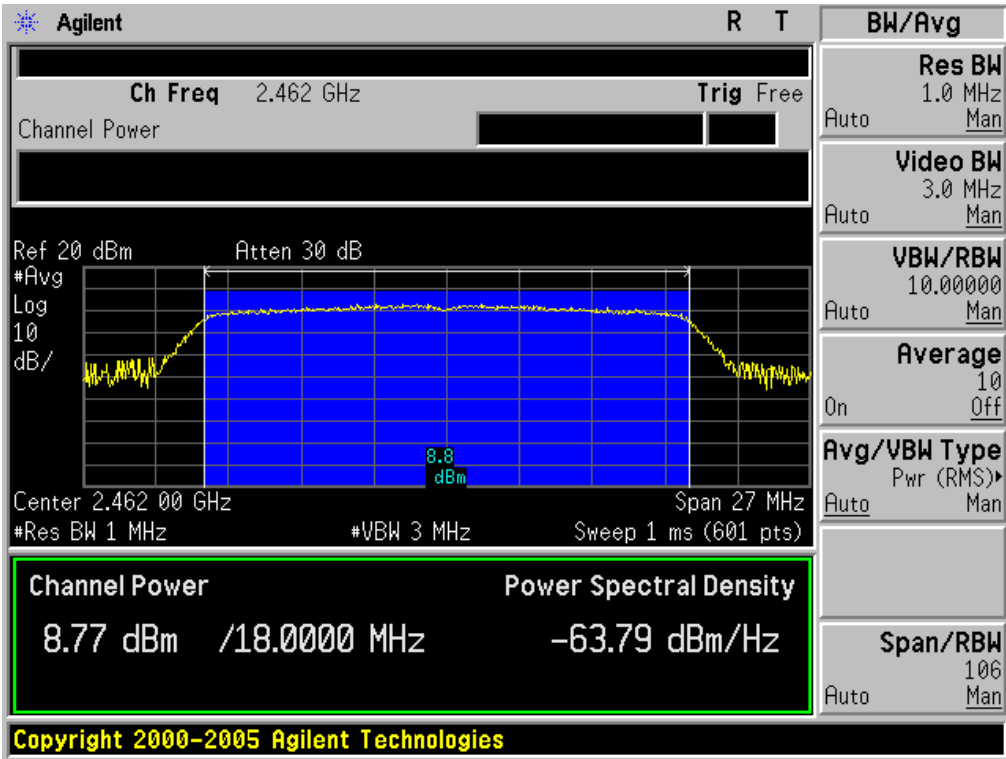 Agilent R T
Ch Freq 2.462 GHz Trig Free
Channel Power
Ref 20 dBm Atten 30 dB
#Avg
Log
10
dB/
8.8
dBm
Center 2.462 00 GHz Span 27 MHz
#Res BW 1 MHz #VBW 3 MHz Sweep 1 ms (601 pts)
Channel Power Power Spectral Density
8.77 dBm /18.0000 MHz -63.79 dBm/Hz
Copyright 2000-2005 Agilent Technologies
BW/Avg
Res BW
1.0 MHz
Auto Man
Video BW
3.0 MHz
Auto Man
VBW/RBW
10.00000
Auto Man
Average
10
On Off
Avg/VBW Type
Pwr (RMS)▸
Auto Man
Span/RBW
106
Auto Man